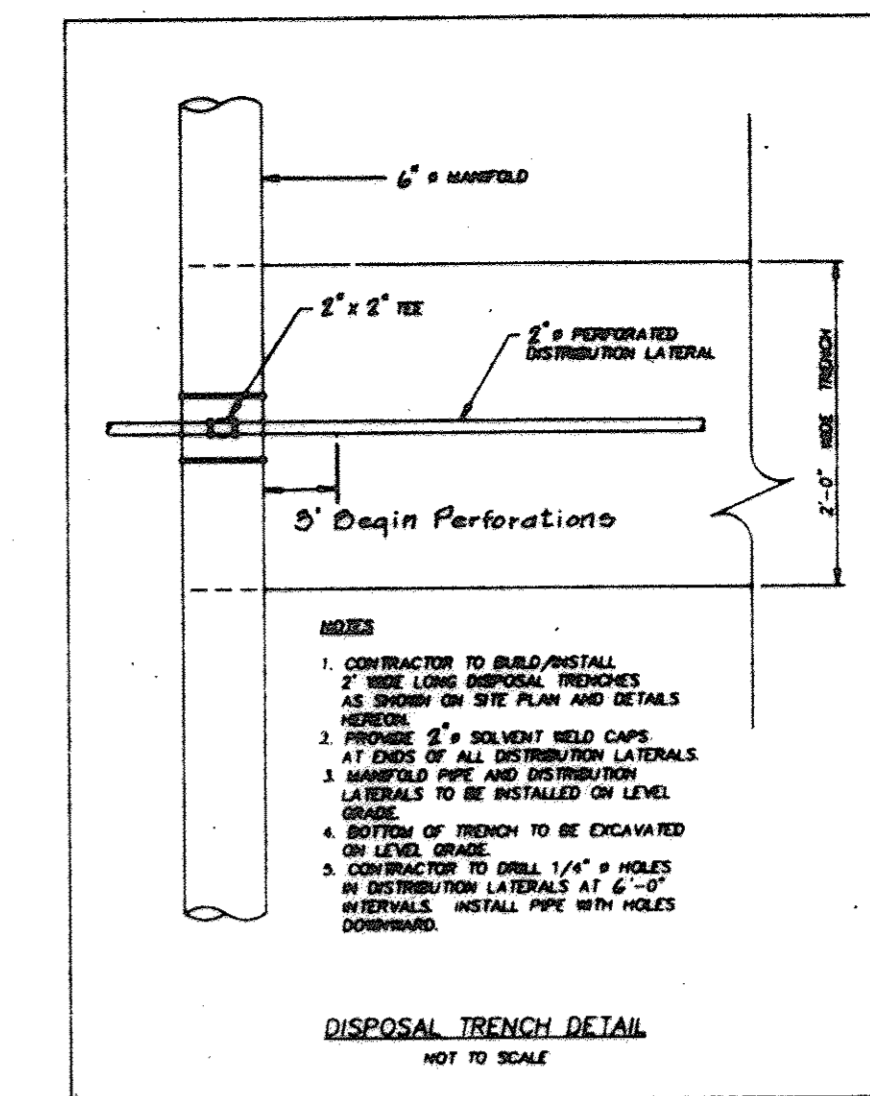 6" ø MANIFOLD
2" x 2" TEE
2" ø PERFORATED
DISTRIBUTION LATERAL
2'-0" WIDE TRENCH
3' Begin Perforations
NOTES
1. CONTRACTOR TO BUILD/INSTALL
2' WIDE LONG DISPOSAL TRENCHES
AS SHOWN ON SITE PLAN AND DETAILS
HEREON.
2. PROVIDE 2" ø SOLVENT WELD CAPS
AT ENDS OF ALL DISTRIBUTION LATERALS.
3. MANIFOLD PIPE AND DISTRIBUTION
LATERALS TO BE INSTALLED ON LEVEL
GRADE.
4. BOTTOM OF TRENCH TO BE EXCAVATED
ON LEVEL GRADE.
5. CONTRACTOR TO DRILL 1/4" ø HOLES
IN DISTRIBUTION LATERALS AT 6'-0"
INTERVALS. INSTALL PIPE WITH HOLES
DOWNWARD.
DISPOSAL TRENCH DETAIL
NOT TO SCALE